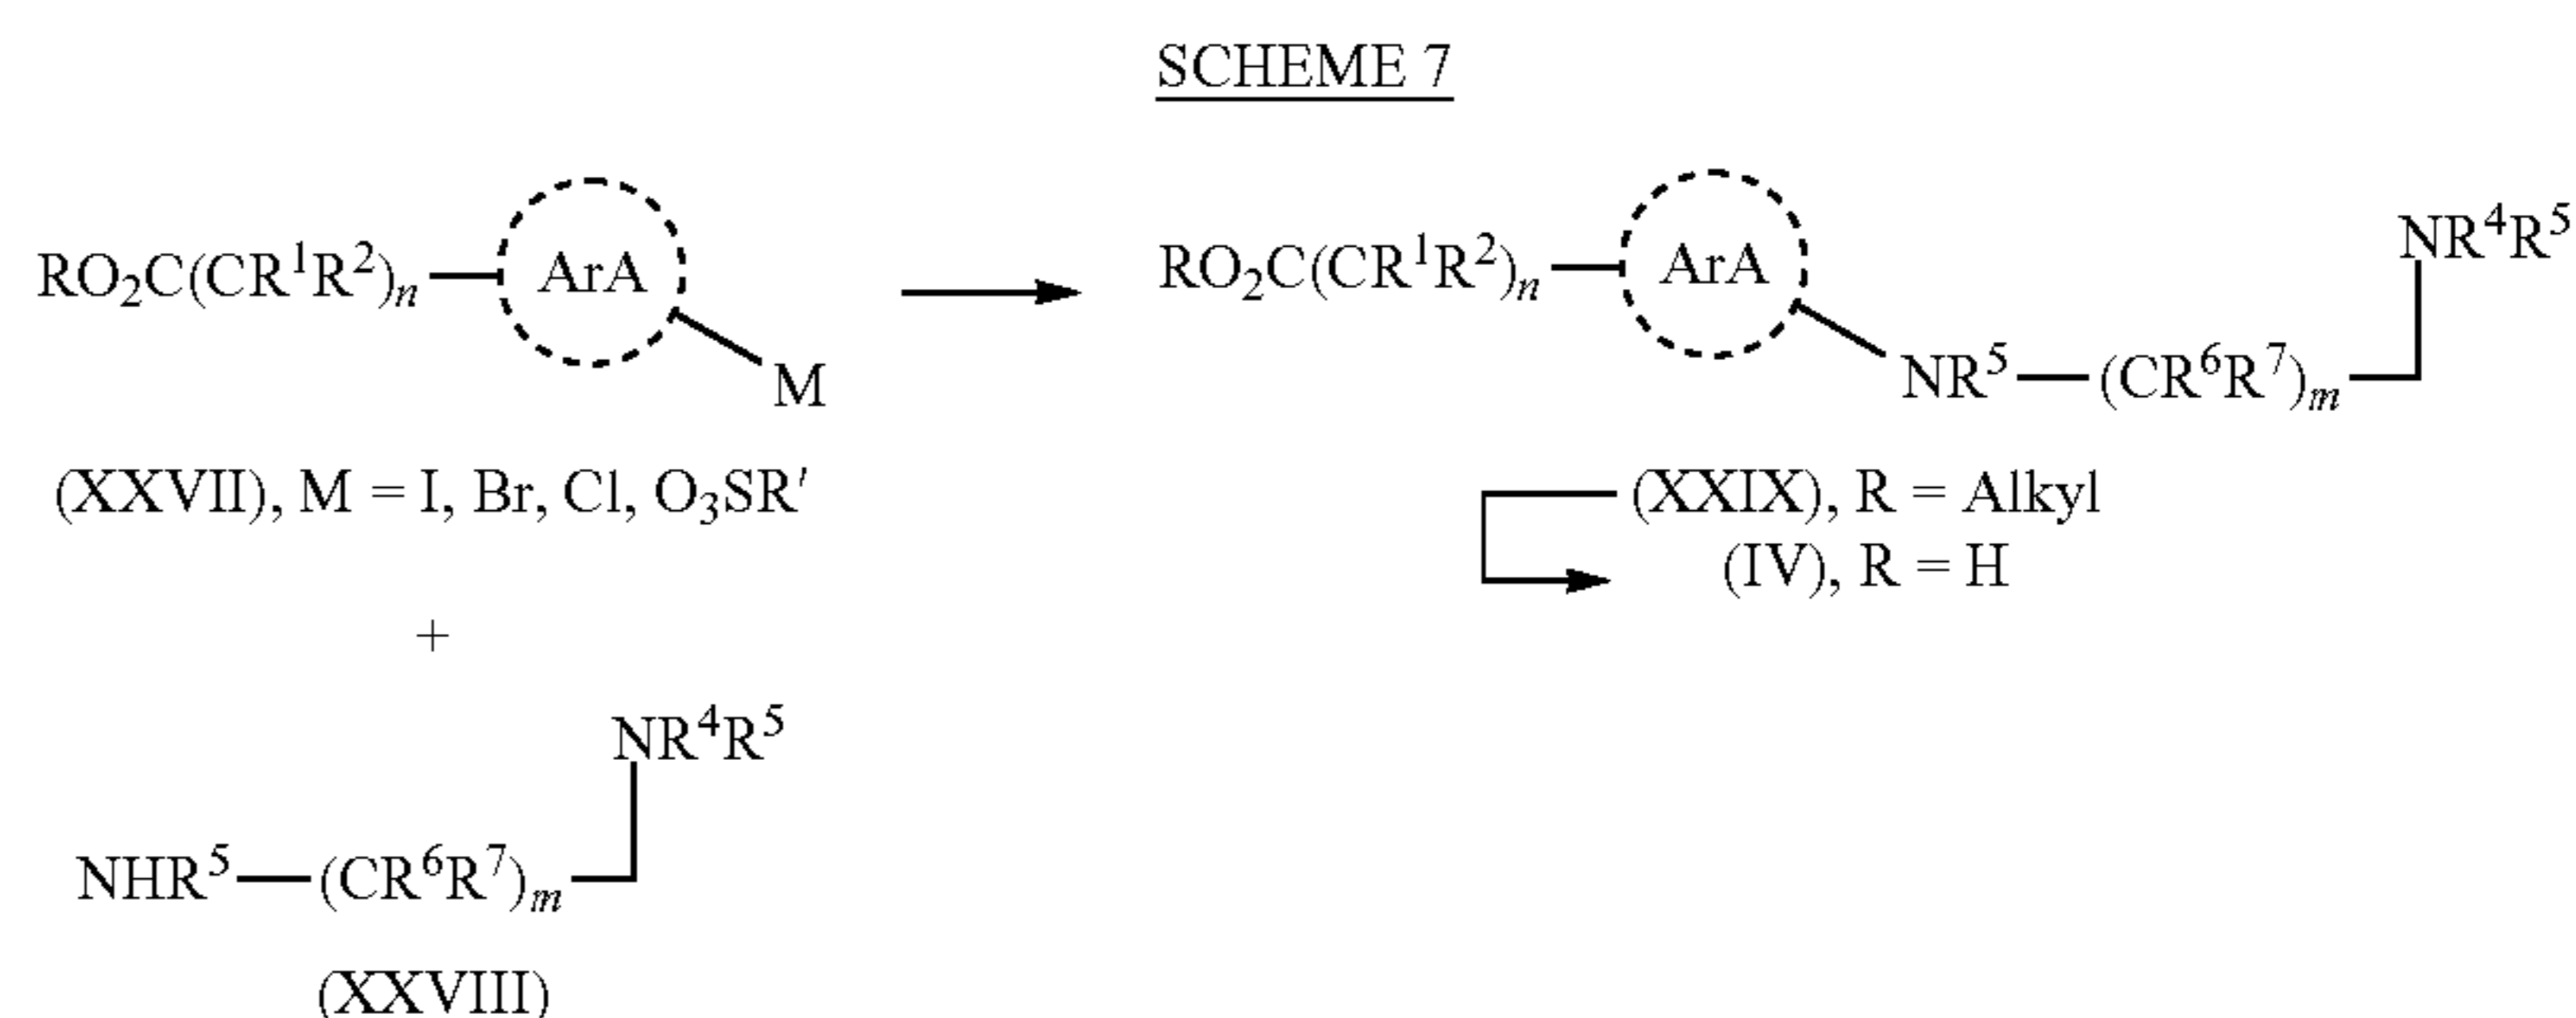 SCHEME 7
RO₂C(CR¹R²)ₙ
ArA
M
(XXVII), M = I, Br, Cl, O₃SR′
+
NR⁴R⁵
NHR⁵—(CR⁶R⁷)ₘ
(XXVIII)
RO₂C(CR¹R²)ₙ
ArA
NR⁴R⁵
NR⁵—(CR⁶R⁷)ₘ
(XXIX), R = Alkyl
(IV), R = H